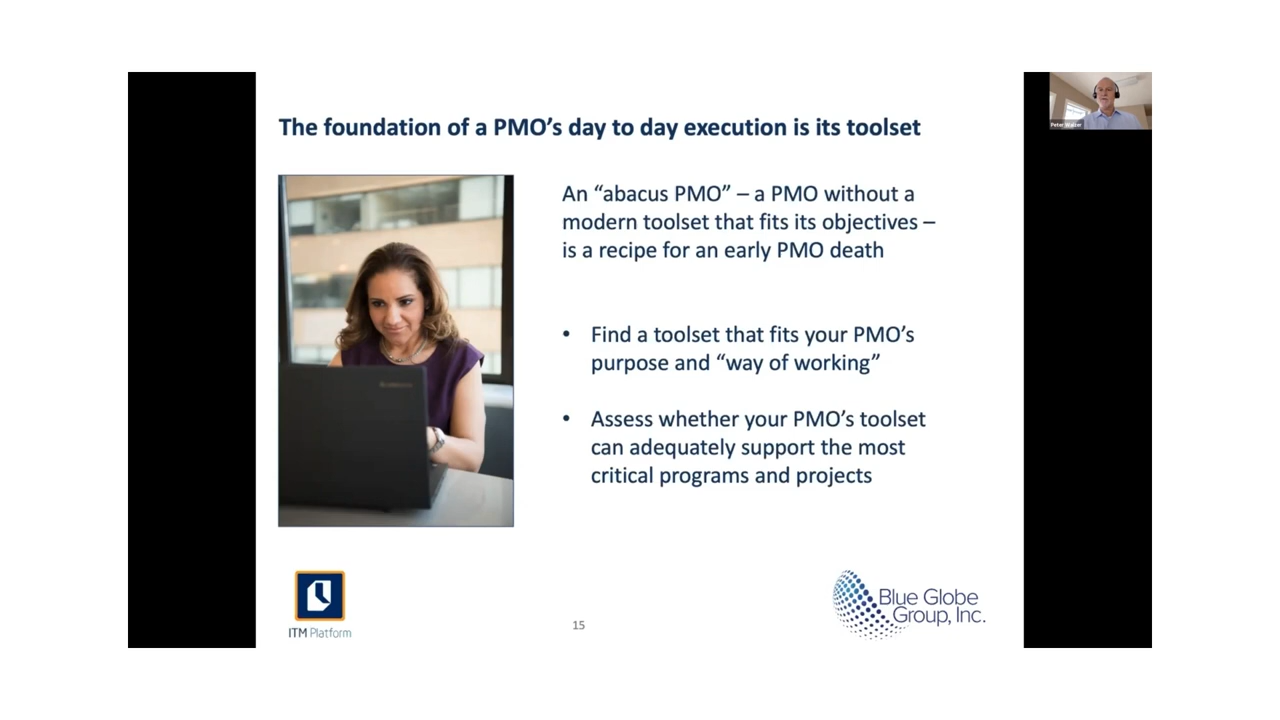 The foundation of a PMO’s day to day execution is its toolset
Peter Walser
An “abacus PMO” – a PMO without a
modern toolset that fits its objectives –
is a recipe for an early PMO death
• Find a toolset that fits your PMO’s
purpose and “way of working”
• Assess whether your PMO’s toolset
can adequately support the most
critical programs and projects
ITM Platform
15
Blue Globe
Group, Inc.